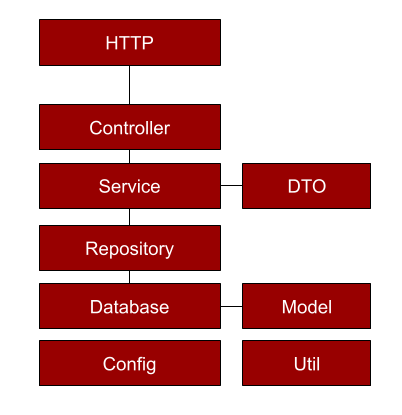 HTTP
Controller
Service
DTO
Repository
Database
Model
Config
Util